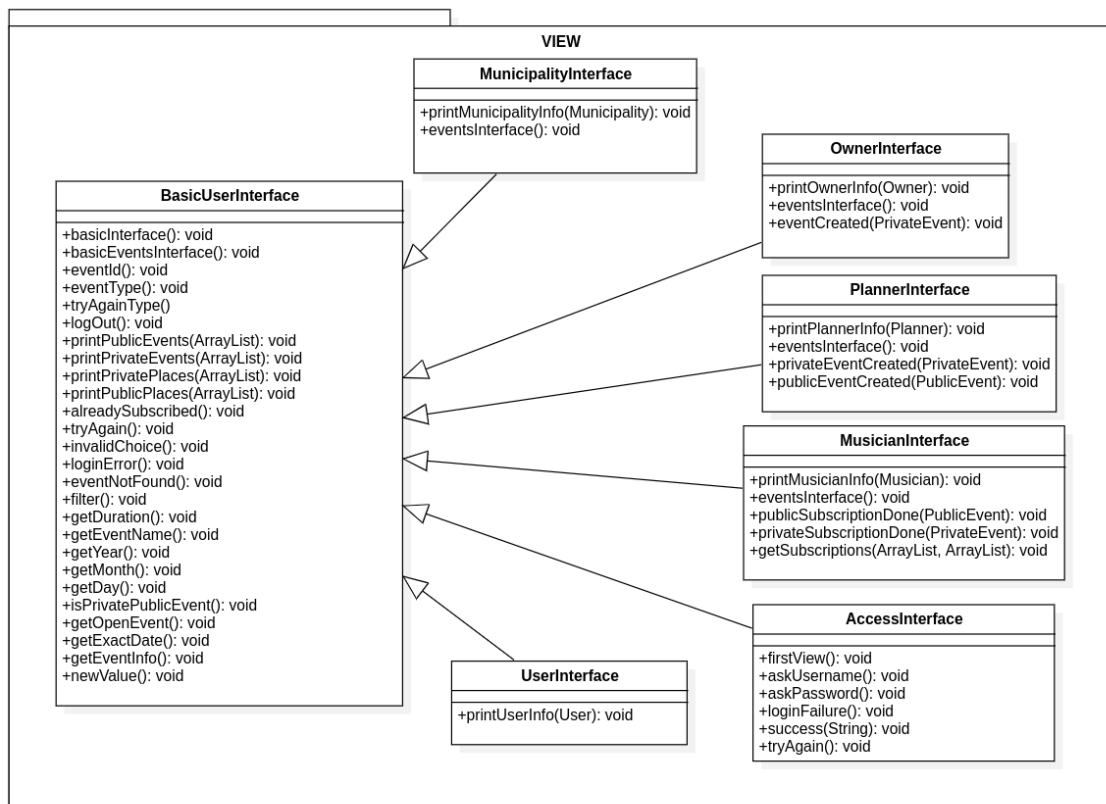 VIEW
MunicipalityInterface
+printMunicipalityInfo(Municipality): void
+eventsInterface(): void
OwnerInterface
+printOwnerInfo(Owner): void
+eventsInterface(): void
+eventCreated(PrivateEvent): void
BasicUserInterface
+basicInterface(): void
+basicEventsInterface(): void
+eventId(): void
+eventType(): void
+tryAgainType()
+logOut(): void
+printPublicEvents(ArrayList): void
+printPrivateEvents(ArrayList): void
+printPrivatePlaces(ArrayList): void
+printPublicPlaces(ArrayList): void
+alreadySubscribed(): void
+tryAgain(): void
+invalidChoice(): void
+loginError(): void
+eventNotFound(): void
+filter(): void
+getDuration(): void
+getEventName(): void
+getYear(): void
+getMonth(): void
+getDay(): void
+isPrivatePublicEvent(): void
+getOpenEvent(): void
+getExactDate(): void
+getEventInfo(): void
+newValue(): void
PlannerInterface
+printPlannerInfo(Planner): void
+eventsInterface(): void
+privateEventCreated(PrivateEvent): void
+publicEventCreated(PublicEvent): void
MusicianInterface
+printMusicianInfo(Musician): void
+eventsInterface(): void
+publicSubscriptionDone(PublicEvent): void
+privateSubscriptionDone(PrivateEvent): void
+getSubscriptions(ArrayList, ArrayList): void
AccessInterface
+firstView(): void
+askUsername(): void
+askPassword(): void
+loginFailure(): void
+success(String): void
+tryAgain(): void
UserInterface
+printUserInfo(User): void